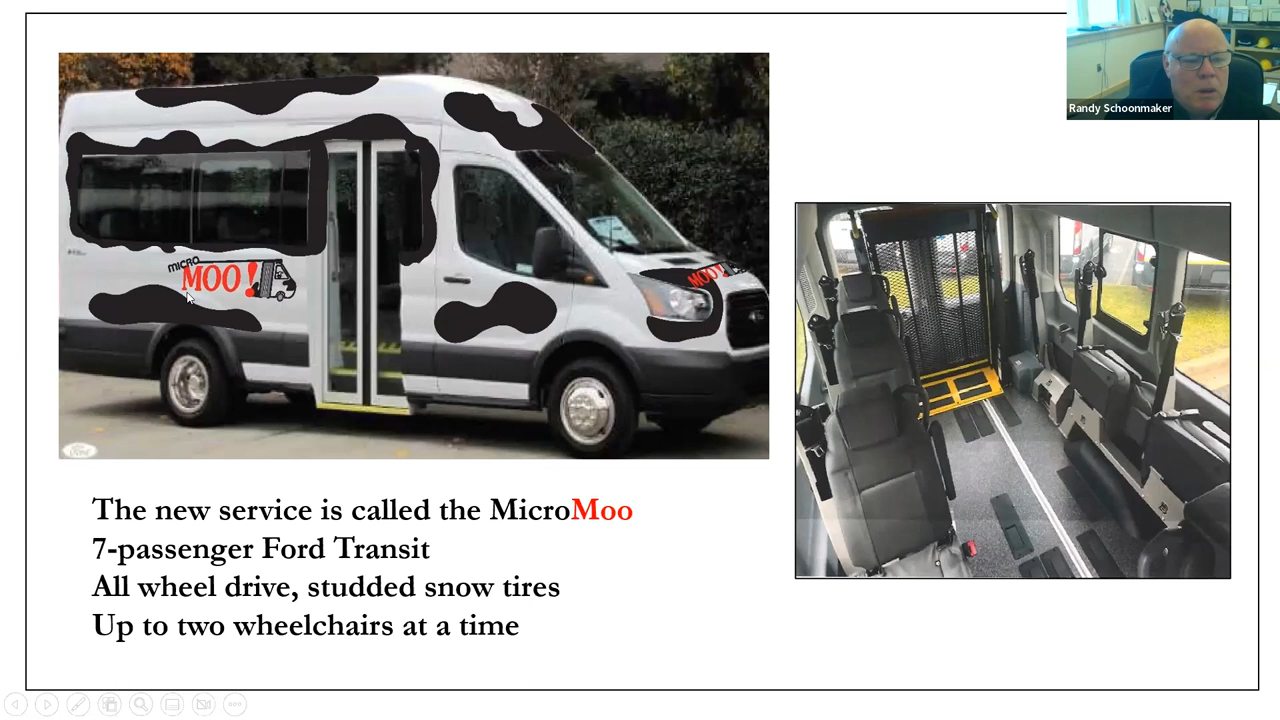 Randy Schoonmaker
MICRO
MOO!
MOO!
The new service is called the MicroMoo
7-passenger Ford Transit
All wheel drive, studded snow tires
Up to two wheelchairs at a time